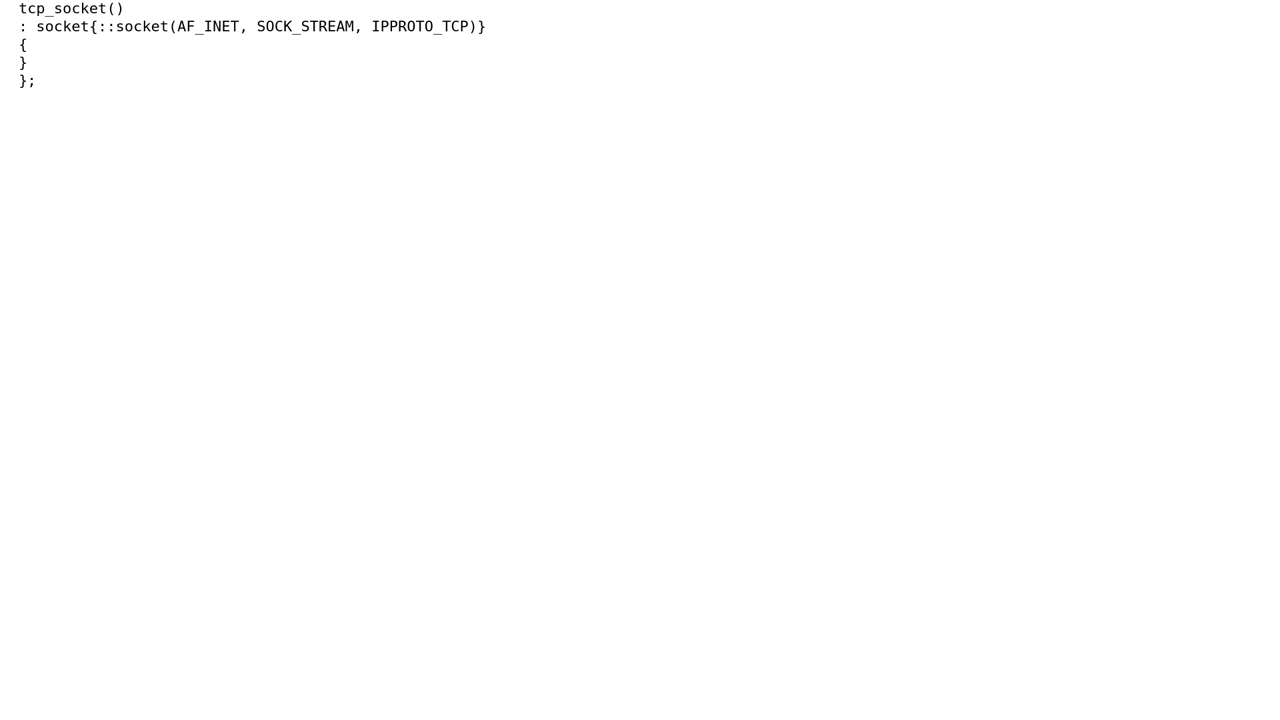 tcp_socket()
: socket{::socket(AF_INET, SOCK_STREAM, IPPROTO_TCP)}
{
}
};